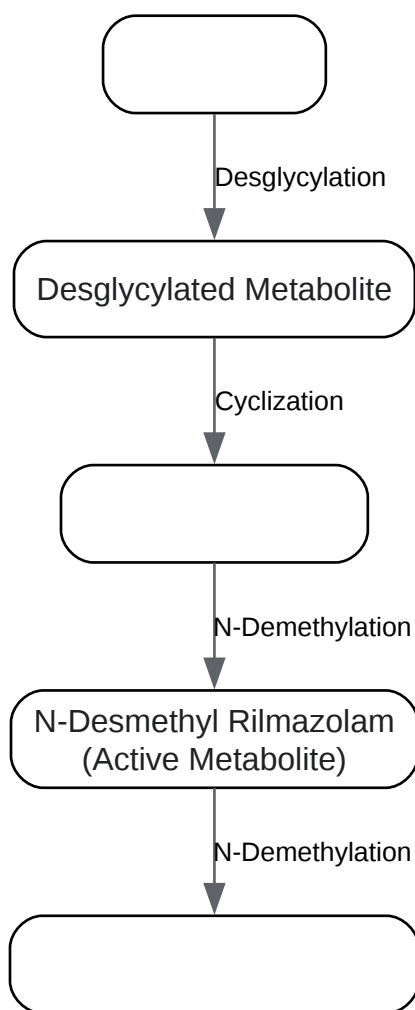 Desglycylation
Desglycylated Metabolite
Cyclization
N-Demethylation
N-Desmethyl Rilmazolam
(Active Metabolite)
N-Demethylation